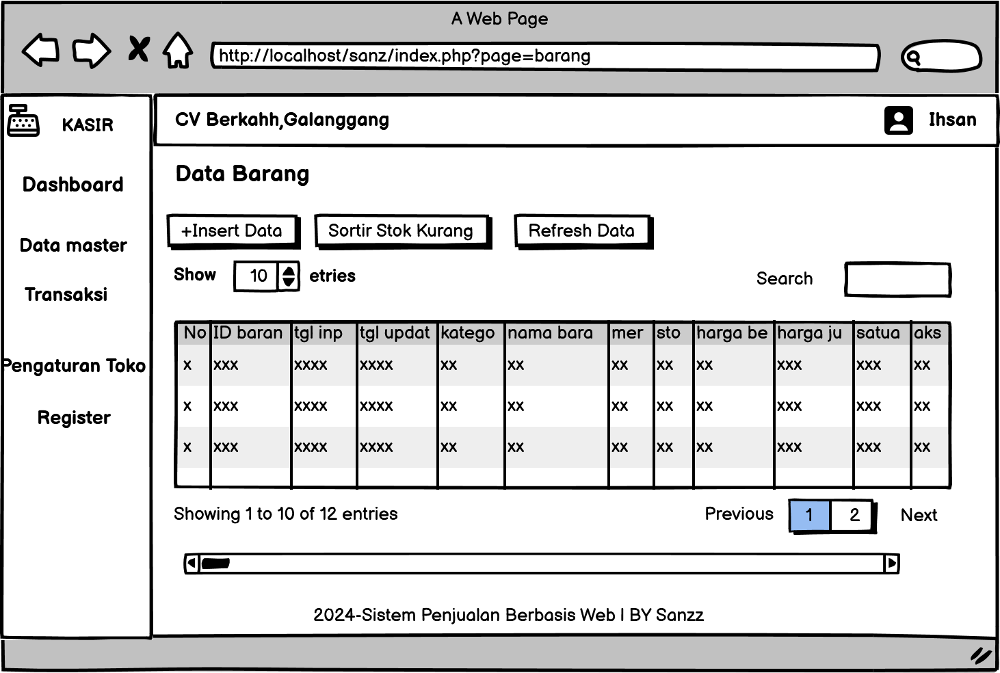 A Web Page
http://localhost/sanz/index.php?page=barang
KASIR
CV Berkahh,Galanggang
Ihsan
Dashboard
Data master
Transaksi
Pengaturan Toko
Register
Data Barang
+Insert Data Sortir Stok Kurang Refresh Data
Show 10 etries Search
No ID baran tgl inp tgl updat katego nama bara mer sto harga be harga ju satua aks
x xxx xxxx xxxx xx xx xx xx xx xxx xxx xx
x xxx xxxx xxxx xx xx xx xx xx xxx xxx xx
x xxx xxxx xxxx xx xx xx xx xx xxx xxx xx
Showing 1 to 10 of 12 entries Previous 1 2 Next
2024-Sistem Penjualan Berbasis Web | BY Sanzz